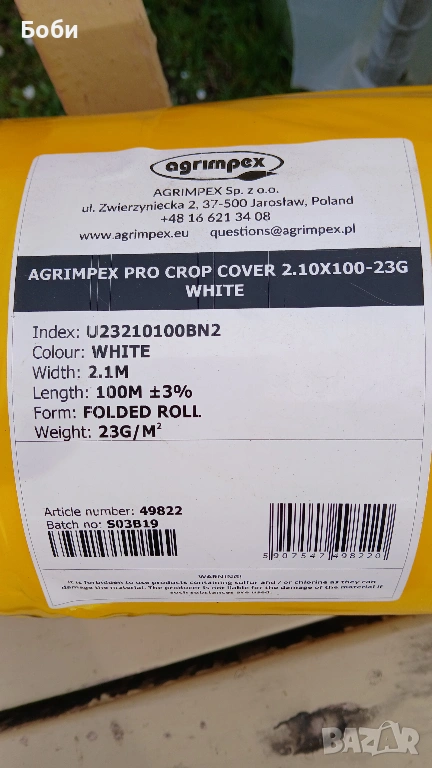 Боби
agrimpex
AGRIMPEX Sp. z o.o.
ul. Zwierzyniecka 2, 37-500 Jarosław, Poland
+48 16 621 34 08
www.agrimpex.eu questions@agrimpex.pl
AGRIMPEX PRO CROP COVER 2.10X100-23G
WHITE
Index: U23210100BN2
Colour: WHITE
Width: 2.1M
Length: 100M ±3%
Form: FOLDED ROLL
Weight: 23G/M²
Article number: 49822
Batch no: S03B19
5907547498220
WARNING!
It is forbidden to use products containing sulfur and / or chlorine as they can
damage the material. The producer is not liable for the damage of the material if
such substances are used.
BAZAR